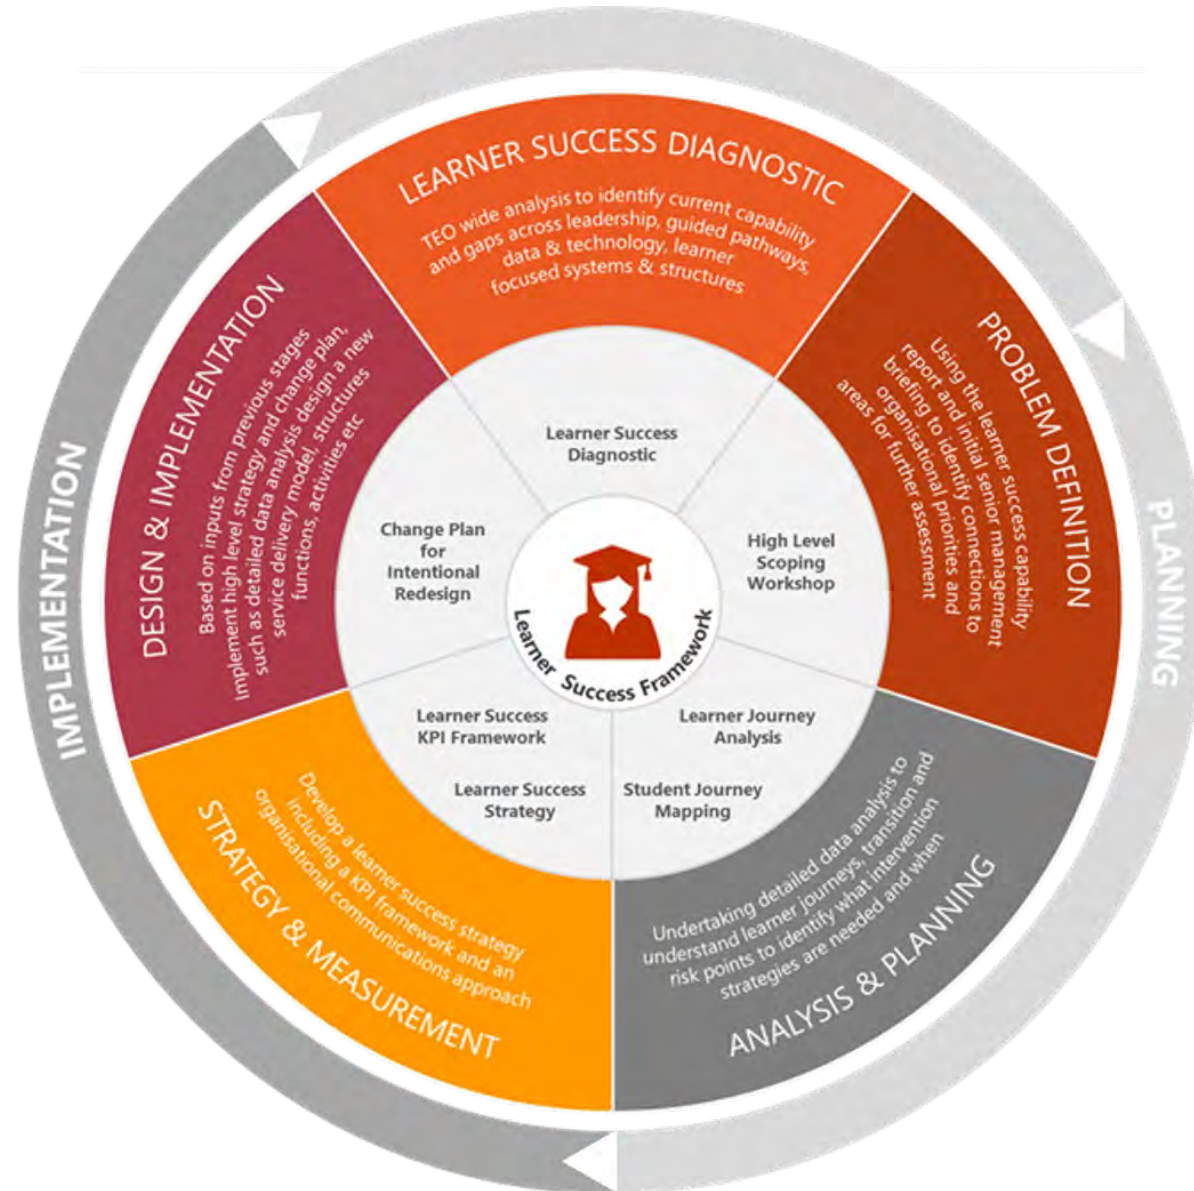 LEARNER SUCCESS DIAGNOSTIC
TEO wide analysis to identify current capability
and gaps across leadership, guided pathways,
data & technology, learner
focused systems & structures
PROBLEM DEFINITION
Using the learner success capability
report and initial senior management
briefing to identify connections to
organisational priorities and
areas for further assessment
PLANNING
ANALYSIS & PLANNING
Undertaking detailed data analysis to
understand learner journeys, transition and
risk points to identify what intervention
strategies are needed and when
STRATEGY & MEASUREMENT
Develop a learner success strategy
including a KPI framework and an
organisational communications approach
IMPLEMENTATION
DESIGN & IMPLEMENTATION
Based on inputs from previous stages
Implement high level strategy and change plan,
such as detailed data analysis design a new
service delivery model, structures
functions, activities etc
Learner Success
Diagnostic
High Level
Scoping
Workshop
Learner Journey
Analysis
Student Journey
Mapping
Learner Success
Strategy
Learner Success
KPI Framework
Change Plan
for
Intentional
Redesign
Learner Success Framework